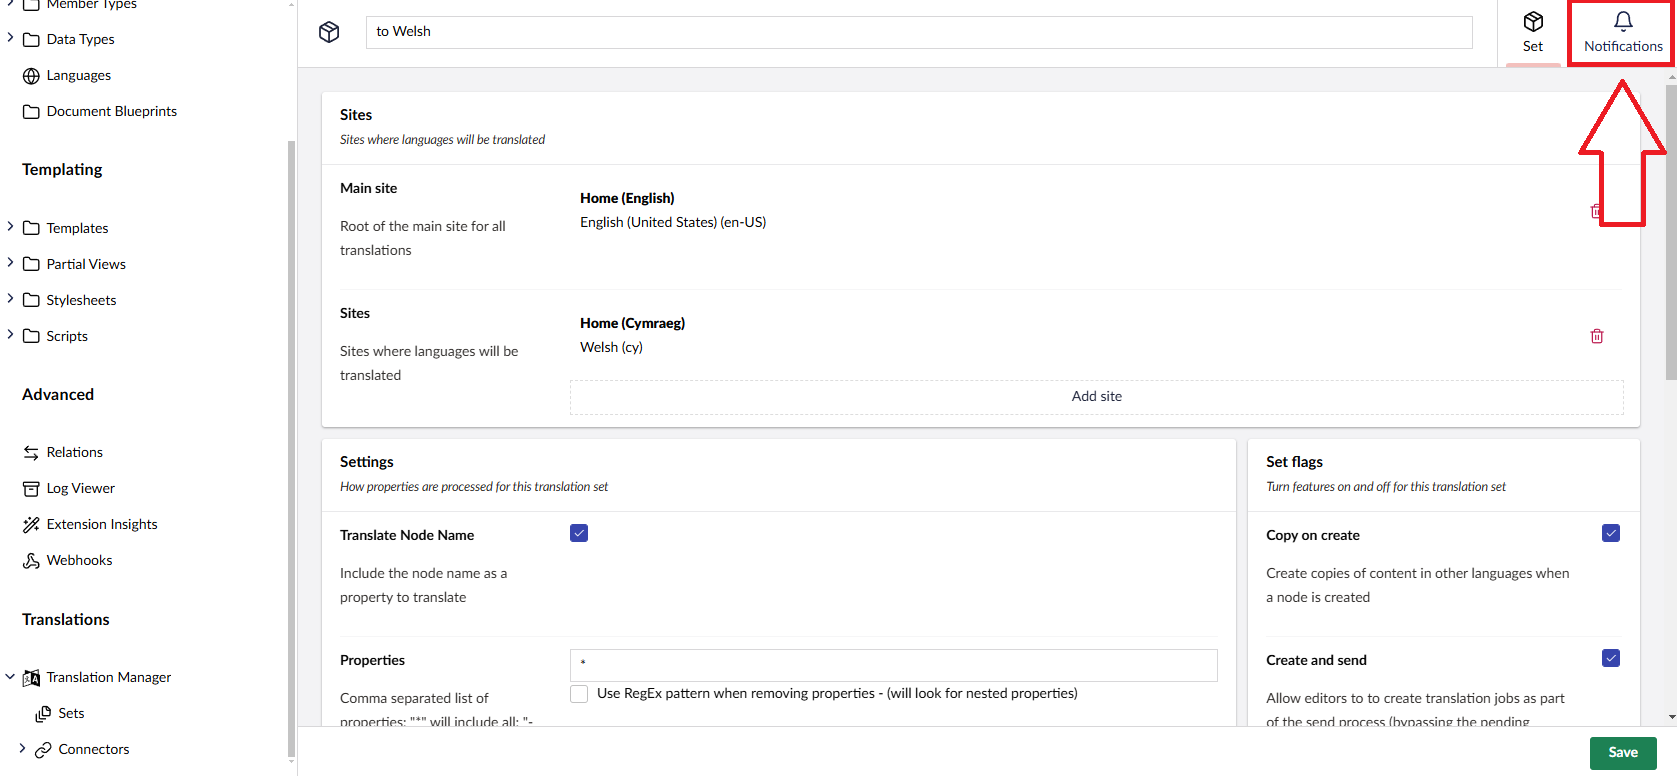 Member Types
Data Types
Languages
Document Blueprints
Templating
Templates
Partial Views
Stylesheets
Scripts
Advanced
Relations
Log Viewer
Extension Insights
Webhooks
Translations
Translation Manager
Sets
Connectors
to Welsh
Set
Notifications
Sites
Sites where languages will be translated
Main site
Root of the main site for all
translations
Home (English)
English (United States) (en-US)
Sites
Sites where languages will be
translated
Home (Cymraeg)
Welsh (cy)
Add site
Settings
How properties are processed for this translation set
Translate Node Name
Include the node name as a
property to translate
Properties
Comma separated list of
properties: "*" will include all: "-
*
Use RegEx pattern when removing properties - (will look for nested properties)
Set flags
Turn features on and off for this translation set
Copy on create
Create copies of content in other languages when
a node is created
Create and send
Allow editors to to create translation jobs as part
of the send process (bypassing the pending
Save